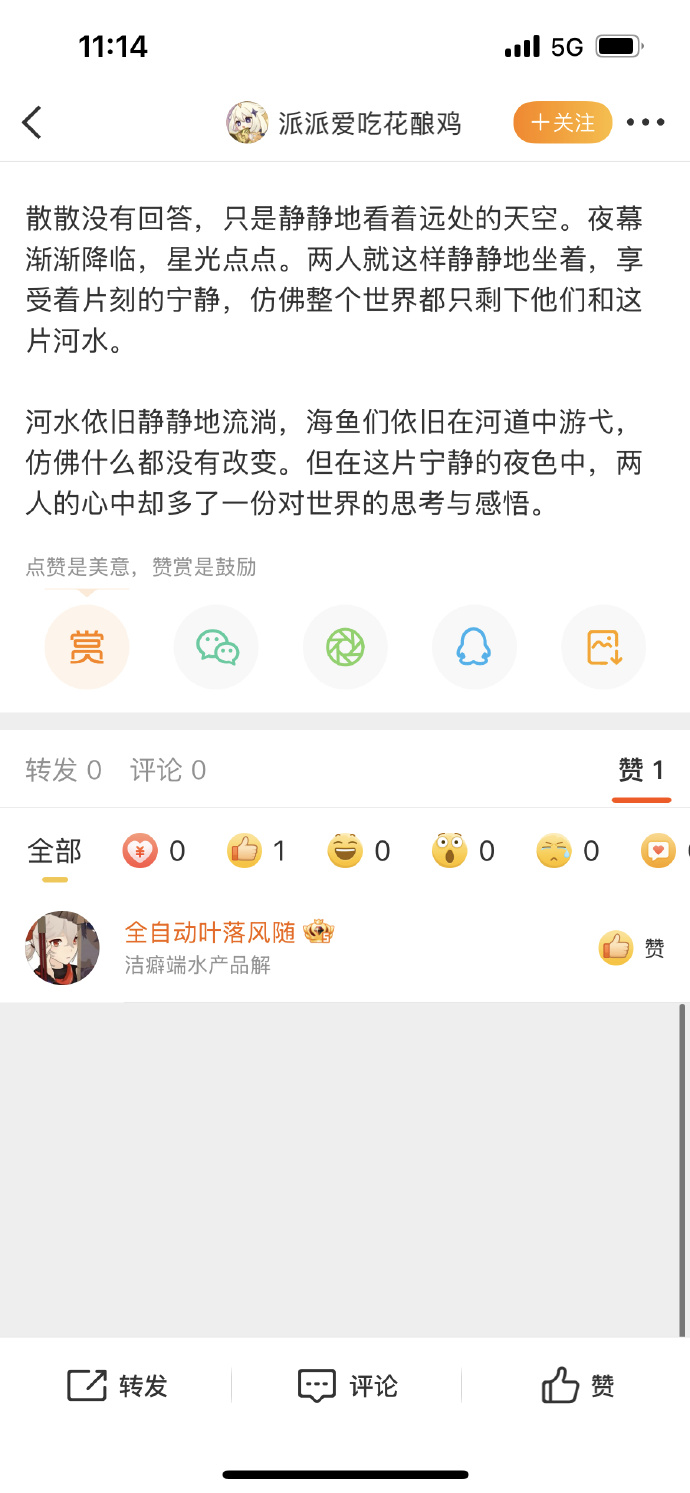 11:14
5G
派派爱吃花酿鸡
+关注
散散没有回答，只是静静地看着远处的天空。夜幕
渐渐降临，星光点点。两人就这样静静地坐着，享
受着片刻的宁静，仿佛整个世界都只剩下他们和这
片河水。
河水依旧静静地流淌，海鱼们依旧在河道中游弋，
仿佛什么都没有改变。但在这片宁静的夜色中，两
人的心中却多了一份对世界的思考与感悟。
点赞是美意，赞赏是鼓励
赏
转发 0 评论 0 赞 1
全部 0 1 0 0 0
全自动叶落风随
洁癖端水产品解
赞
转发 评论 赞